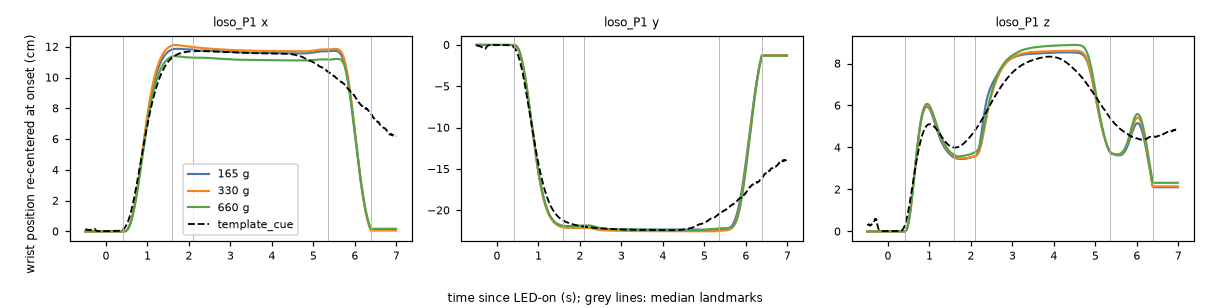 loso_P1 x
loso_P1 y
loso_P1 z
wrist position re-centered at onset (cm)
12
10
8
6
4
2
0
165 g
330 g
660 g
template_cue
0 1 2 3 4 5 6 7
0
−5
−10
−15
−20
0 1 2 3 4 5 6 7
8
6
4
2
0
0 1 2 3 4 5 6 7
time since LED-on (s); grey lines: median landmarks